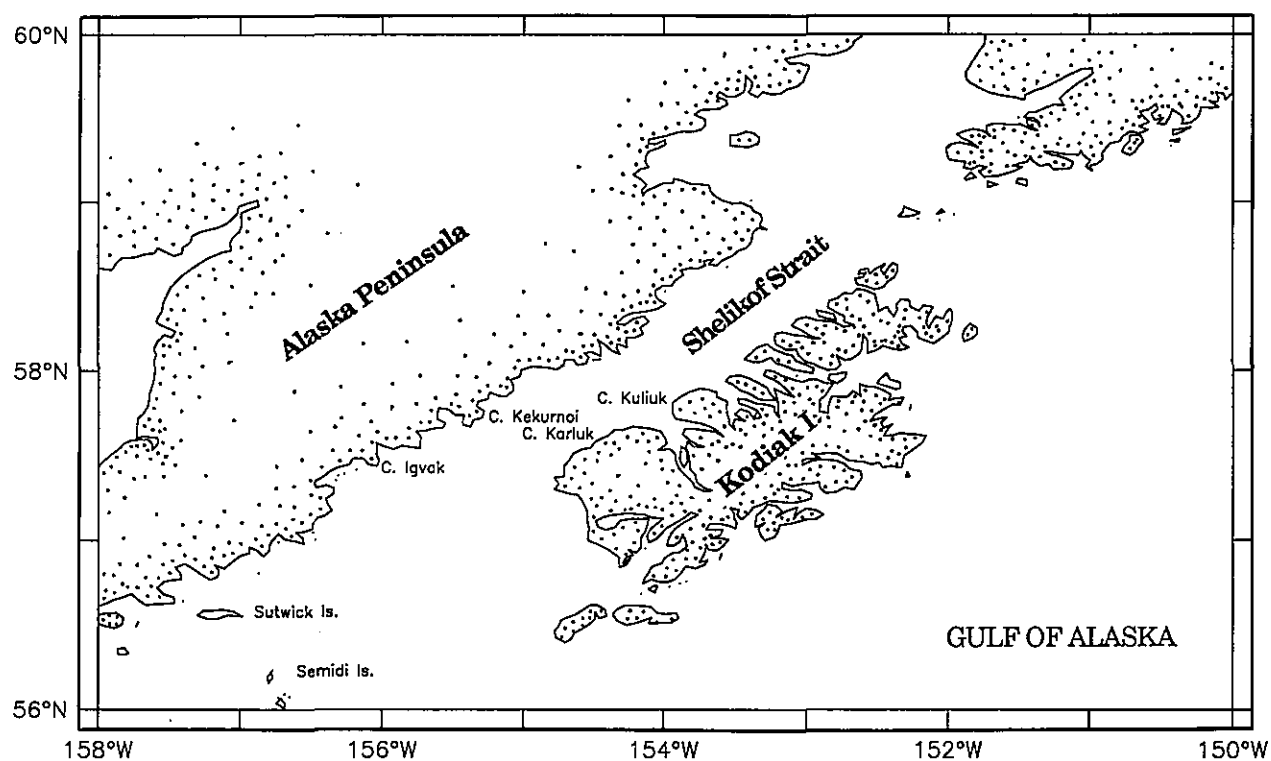 60°N
Alaska Peninsula
Shelikof Strait
58°N
C. Kuliuk
C. Kekurnoi
C. Karluk
Kodiak I.
C. Igvak
Sutwick Is.
GULF OF ALASKA
Semidi Is.
56°N
158°W 156°W 154°W 152°W 150°W